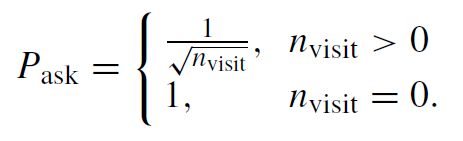 P_ask = { 1/√n_visit, n_visit > 0
1, n_visit = 0.